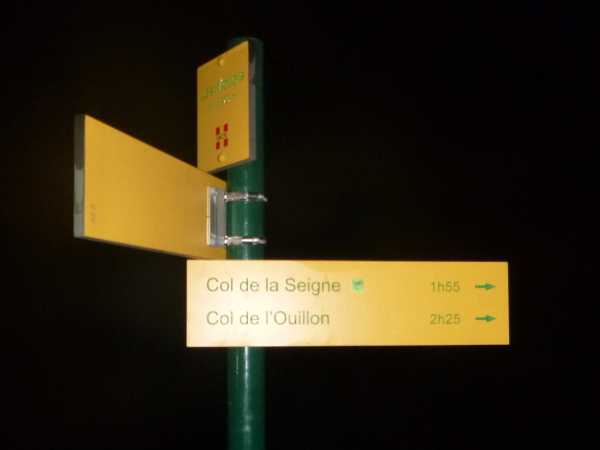 Col de la Seigne 1h55
Col de l'Ouillon 2h25